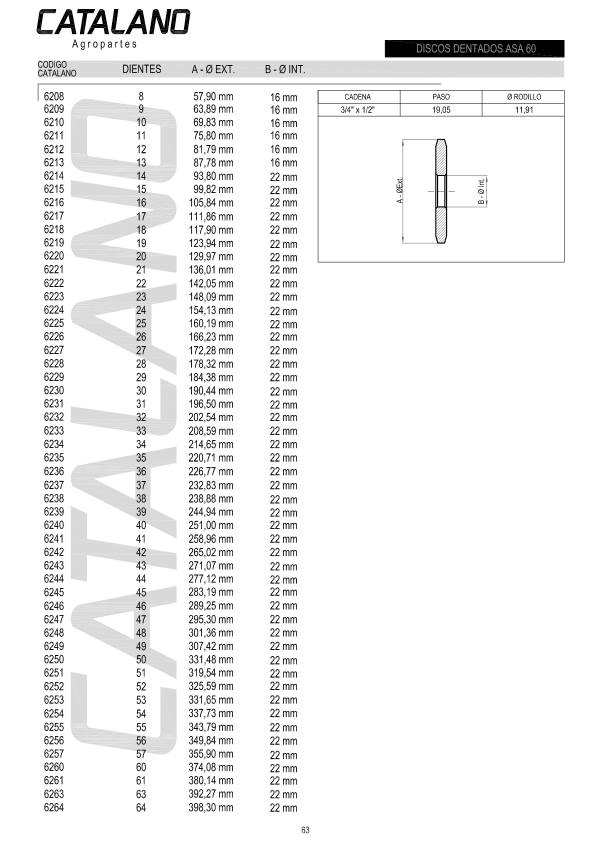 CATALANO
Agropartes
DISCOS DENTADOS ASA 60
CODIGO CATALANO DIENTES A - Ø EXT. B - Ø INT.
6208 8 57,90 mm 16 mm
6209 9 63,89 mm 16 mm
6210 10 69,83 mm 16 mm
6211 11 75,80 mm 16 mm
6212 12 81,79 mm 16 mm
6213 13 87,78 mm 16 mm
6214 14 93,80 mm 22 mm
6215 15 99,82 mm 22 mm
6216 16 105,84 mm 22 mm
6217 17 111,86 mm 22 mm
6218 18 117,90 mm 22 mm
6219 19 123,94 mm 22 mm
6220 20 129,97 mm 22 mm
6221 21 136,01 mm 22 mm
6222 22 142,05 mm 22 mm
6223 23 148,09 mm 22 mm
6224 24 154,13 mm 22 mm
6225 25 160,19 mm 22 mm
6226 26 166,23 mm 22 mm
6227 27 172,28 mm 22 mm
6228 28 178,32 mm 22 mm
6229 29 184,38 mm 22 mm
6230 30 190,44 mm 22 mm
6231 31 196,50 mm 22 mm
6232 32 202,54 mm 22 mm
6233 33 208,59 mm 22 mm
6234 34 214,65 mm 22 mm
6235 35 220,71 mm 22 mm
6236 36 226,77 mm 22 mm
6237 37 232,83 mm 22 mm
6238 38 238,88 mm 22 mm
6239 39 244,94 mm 22 mm
6240 40 251,00 mm 22 mm
6241 41 258,96 mm 22 mm
6242 42 265,02 mm 22 mm
6243 43 271,07 mm 22 mm
6244 44 277,12 mm 22 mm
6245 45 283,19 mm 22 mm
6246 46 289,25 mm 22 mm
6247 47 295,30 mm 22 mm
6248 48 301,36 mm 22 mm
6249 49 307,42 mm 22 mm
6250 50 331,48 mm 22 mm
6251 51 319,54 mm 22 mm
6252 52 325,59 mm 22 mm
6253 53 331,65 mm 22 mm
6254 54 337,73 mm 22 mm
6255 55 343,79 mm 22 mm
6256 56 349,84 mm 22 mm
6257 57 355,90 mm 22 mm
6260 60 374,08 mm 22 mm
6261 61 380,14 mm 22 mm
6263 63 392,27 mm 22 mm
6264 64 398,30 mm 22 mm
CADENA PASO Ø RODILLO
3/4" x 1/2" 19,05 11,91
A - ØExt.
B - Ø Int.
CATALANO
63